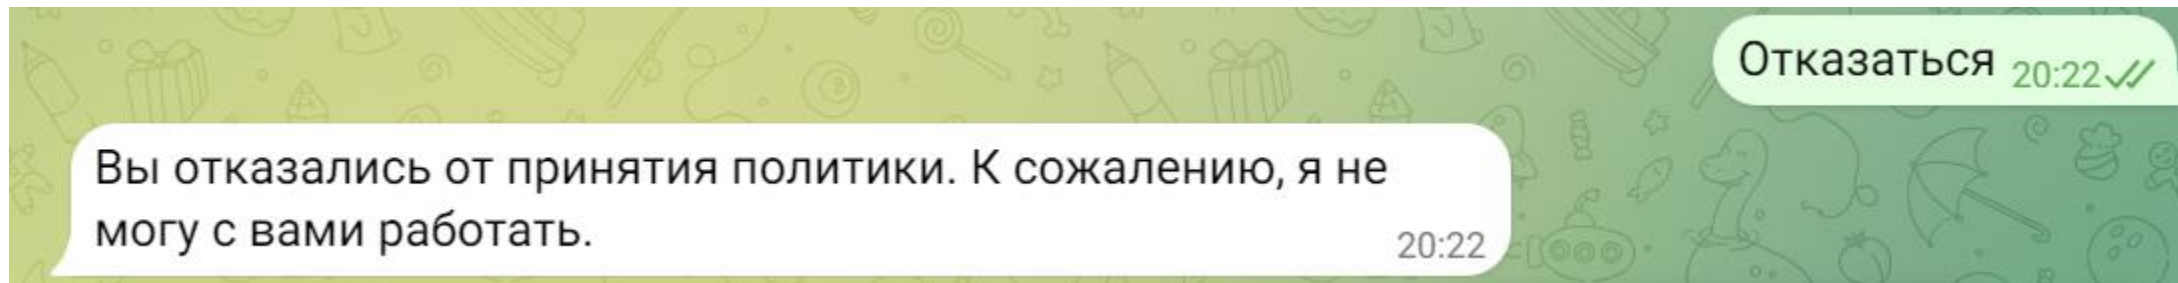 Отказаться 20:22
Вы отказались от принятия политики. К сожалению, я не
могу с вами работать.
20:22